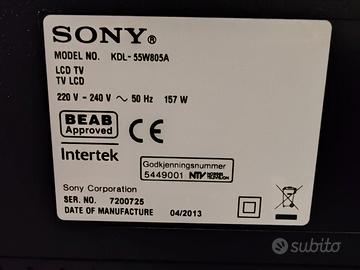 SONY®
MODEL NO. KDL-55W805A
LCD TV
TV LCD
220 V - 240 V ~ 50 Hz 157 W
BEAB
Approved
CE
Intertek
Godkjenningsnummer
5449001 NTV
Sony Corporation
SER. NO. 7200725
DATE OF MANUFACTURE 04/2013
subito